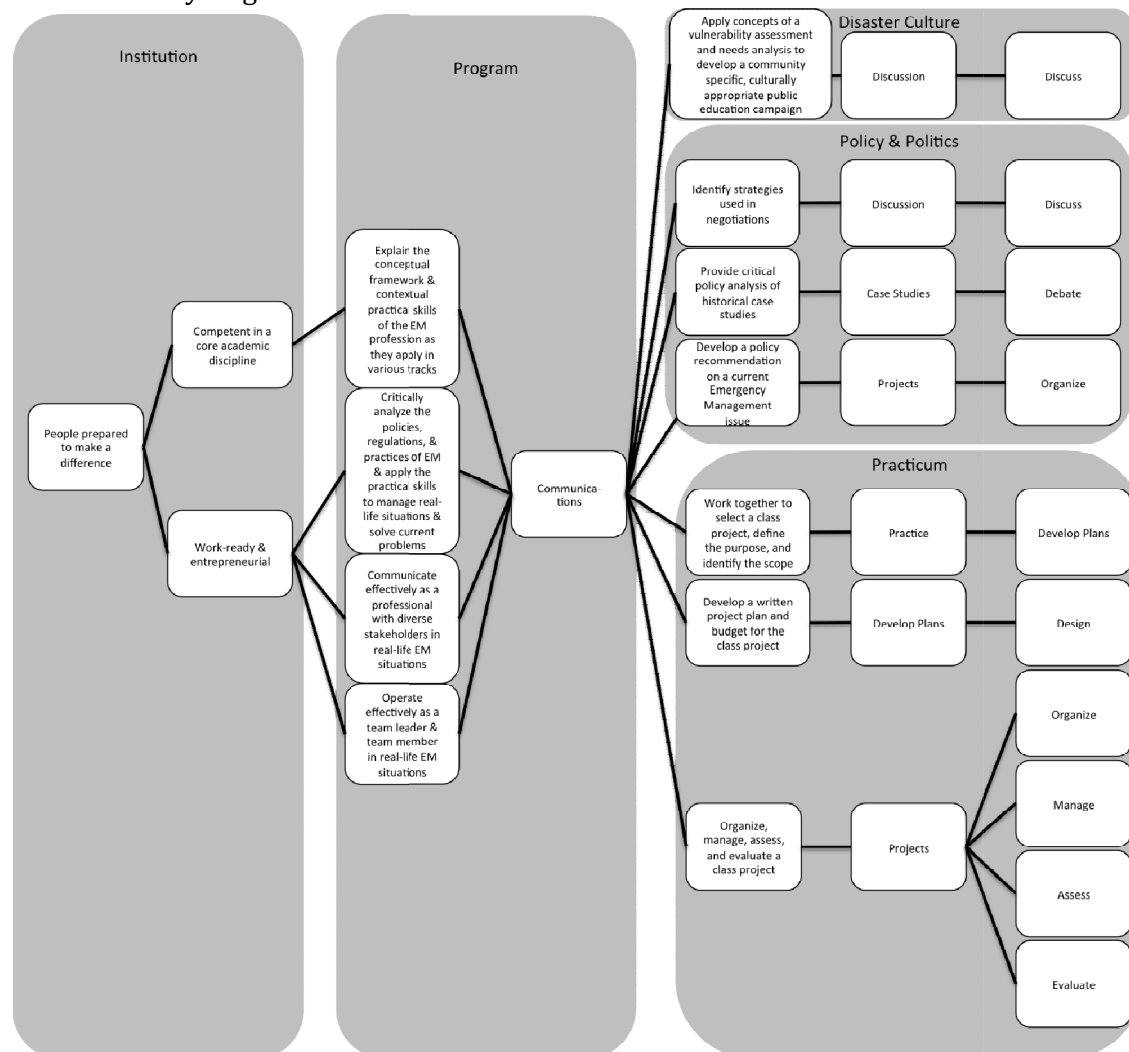 Institution
People prepared
to make a
difference
Competent in a
core academic
discipline
Work-ready &
entrepreneurial
Program
Explain the
conceptual
framework &
contextual
practical skills
of the EM
profession as
they apply in
various tracks
Critically
analyze the
policies,
regulations, &
practices of EM
& apply the
practical skills
to manage real-
life situations &
solve current
problems
Communicate
effectively as a
professional
with diverse
stakeholders in
real-life EM
situations
Operate
effectively as a
team leader &
team member
in real-life EM
situations
Communica-
tions
Disaster Culture
Apply concepts of a
vulnerability assessment
and needs analysis to
develop a community
specific, culturally
appropriate public
education campaign
Discussion
Discuss
Policy & Politics
Identify strategies
used in
negotiations
Discussion
Discuss
Provide critical
policy analysis of
historical case
studies
Case Studies
Debate
Develop a policy
recommendation
on a current
Emergency
Management
issue
Projects
Organize
Practicum
Work together to
select a class
project, define
the purpose, and
identify the scope
Practice
Develop Plans
Develop a written
project plan and
budget for the
class project
Develop Plans
Design
Organize,
manage, assess,
and evaluate a
class project
Projects
Organize
Manage
Assess
Evaluate